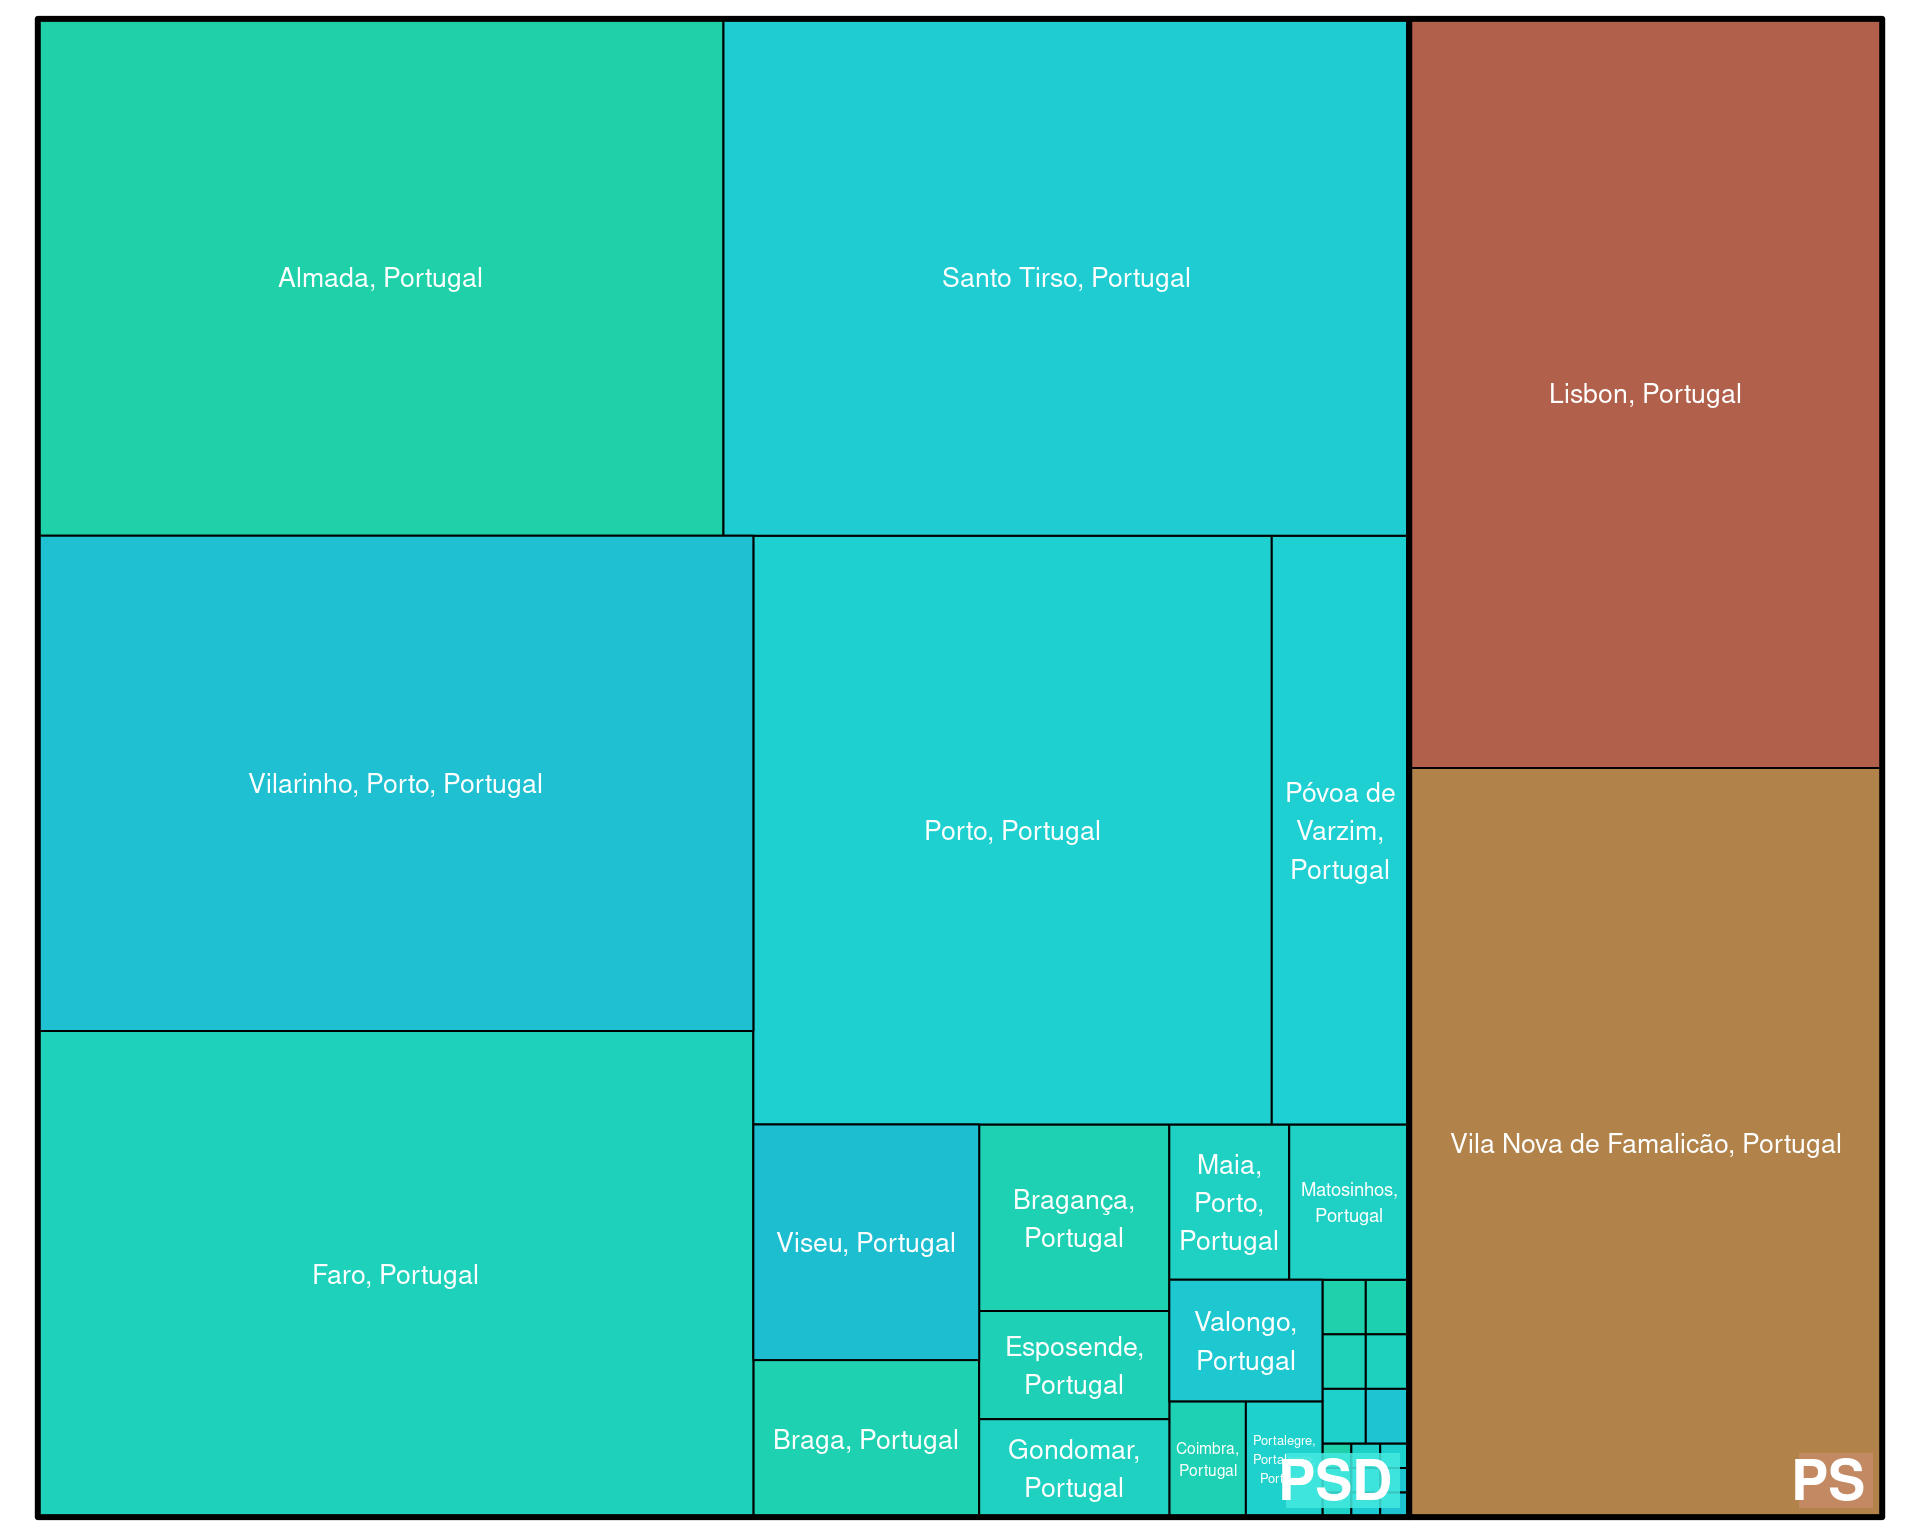 Almada, Portugal
Santo Tirso, Portugal
Lisbon, Portugal
Vilarinho, Porto, Portugal
Porto, Portugal
Póvoa de
Varzim,
Portugal
Vila Nova de Famalicão, Portugal
Faro, Portugal
Viseu, Portugal
Bragança,
Portugal
Maia,
Porto,
Portugal
Matosinhos,
Portugal
Esposende,
Portugal
Valongo,
Portugal
Braga, Portugal
Gondomar,
Portugal
Coimbra,
Portugal
Portalegre,
PSD
PS